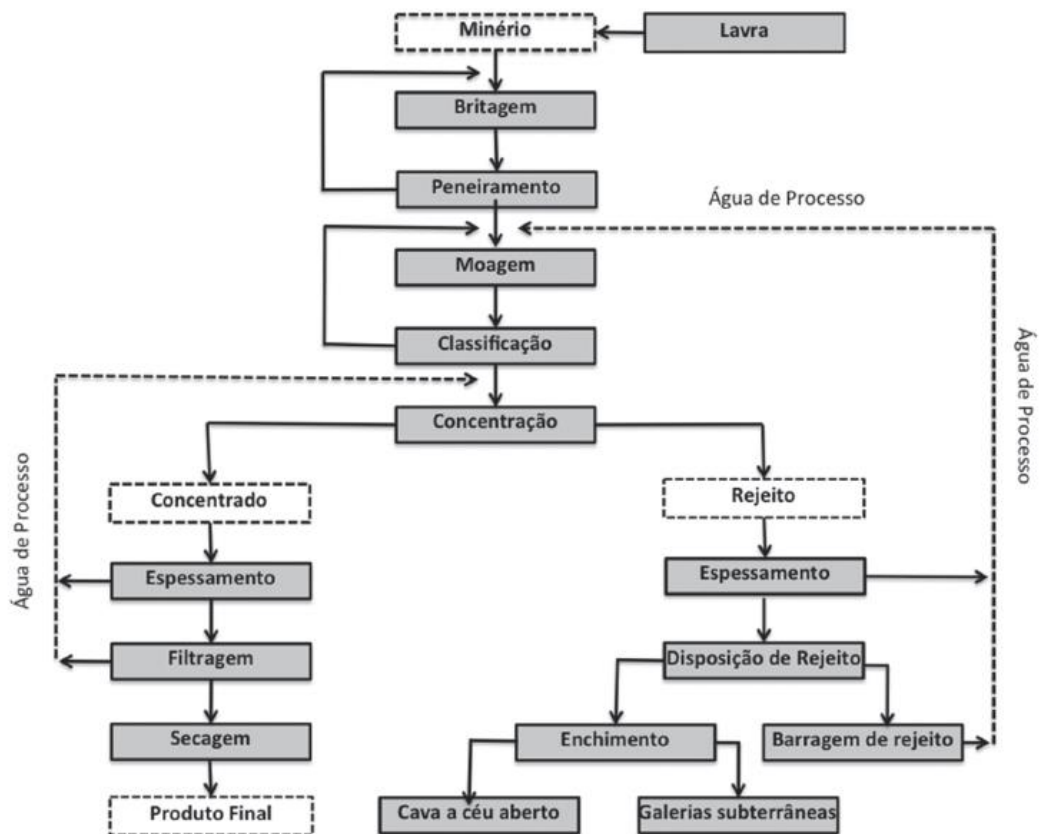 Minério
Lavra
Britagem
Peneiramento
Água de Processo
Moagem
Classificação
Água de Processo
Concentração
Água de Processo
Concentrado
Rejeito
Espessamento
Espessamento
Filtragem
Disposição de Rejeito
Secagem
Enchimento
Barragem de rejeito
Produto Final
Cava a céu aberto
Galerias subterrâneas